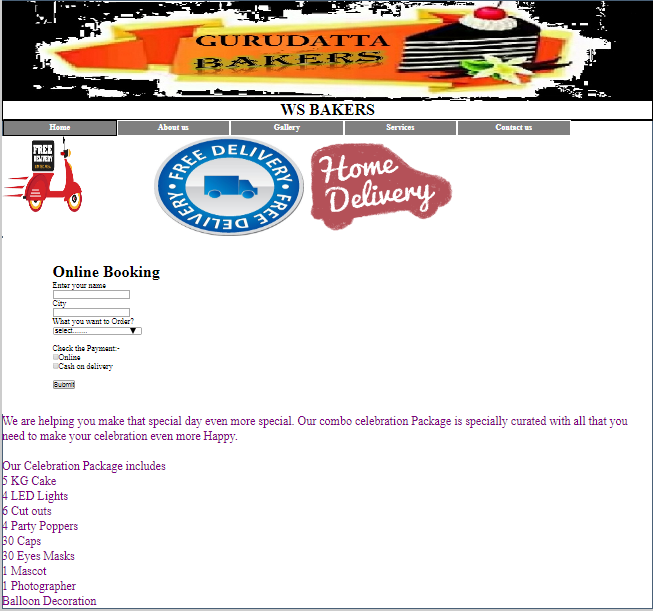 GURUDATTA
BAKERS
WS BAKERS
Home About us Gallery Services Contact us
FREE
DELIVERY
FREE DELIVERY
FREE DELIVERY
Home
Delivery
Online Booking
Enter your name
City
What you want to Order?
select.......
Check the Payment:-
Online
Cash on delivery
Submit
We are helping you make that special day even more special. Our combo celebration Package is specially curated with all that you
need to make your celebration even more Happy.
Our Celebration Package includes
5 KG Cake
4 LED Lights
6 Cut outs
4 Party Poppers
30 Caps
30 Eyes Masks
1 Mascot
1 Photographer
Balloon Decoration